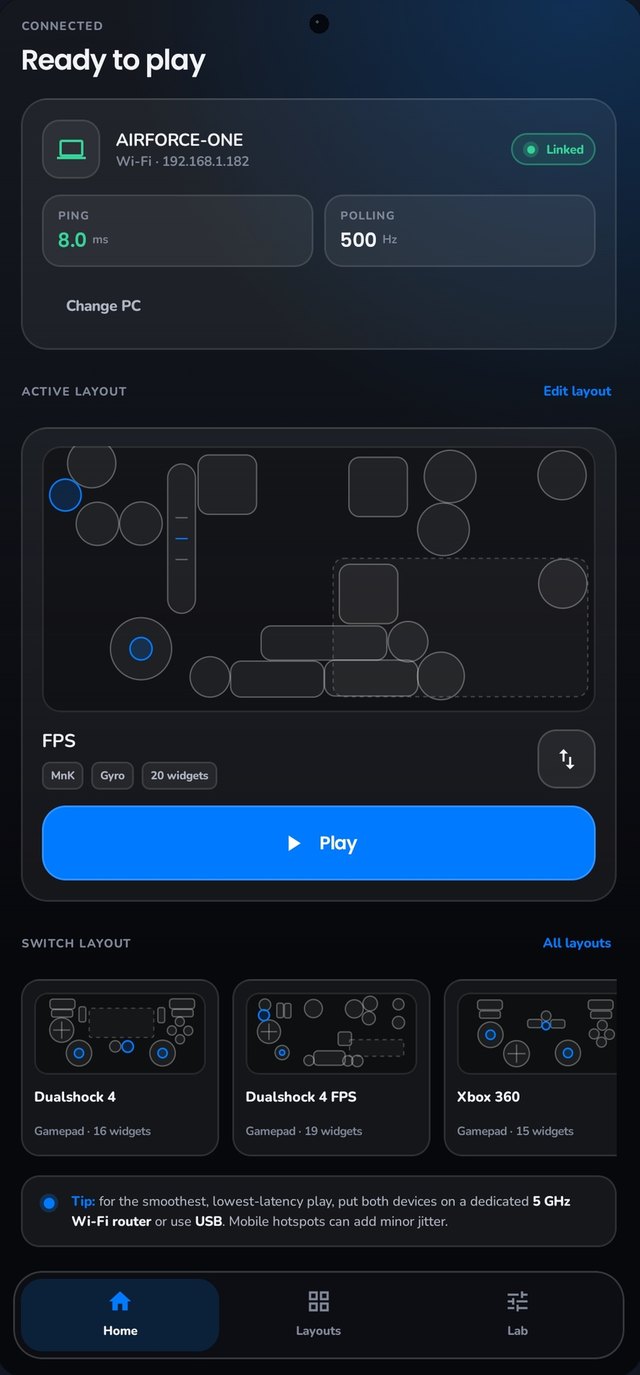 CONNECTED
Ready to play
AIRFORCE-ONE
Wi-Fi · 192.168.1.182
Linked
PING
8.0 ms
POLLING
500 Hz
Change PC
ACTIVE LAYOUT
Edit layout
FPS
MnK
Gyro
20 widgets
Play
SWITCH LAYOUT
All layouts
Dualshock 4
Gamepad · 16 widgets
Dualshock 4 FPS
Gamepad · 19 widgets
Xbox 360
Gamepad · 15 widgets
Tip: for the smoothest, lowest-latency play, put both devices on a dedicated 5 GHz
Wi-Fi router or use USB. Mobile hotspots can add minor jitter.
Home
Layouts
Lab